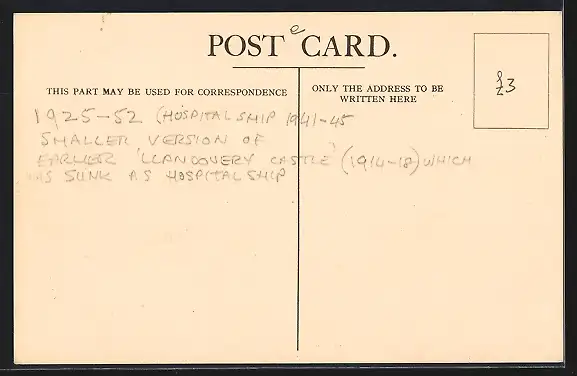 e
POST CARD.
THIS PART MAY BE USED FOR CORRESPONDENCE
ONLY THE ADDRESS TO BE
WRITTEN HERE
£3
1925-52 (HOSPITAL SHIP 1941-45
SMALLER VERSION OF
EARLIER 'LLANDOVERY CASTLE' (1914-18) WHICH
WAS SUNK AS HOSPITAL SHIP